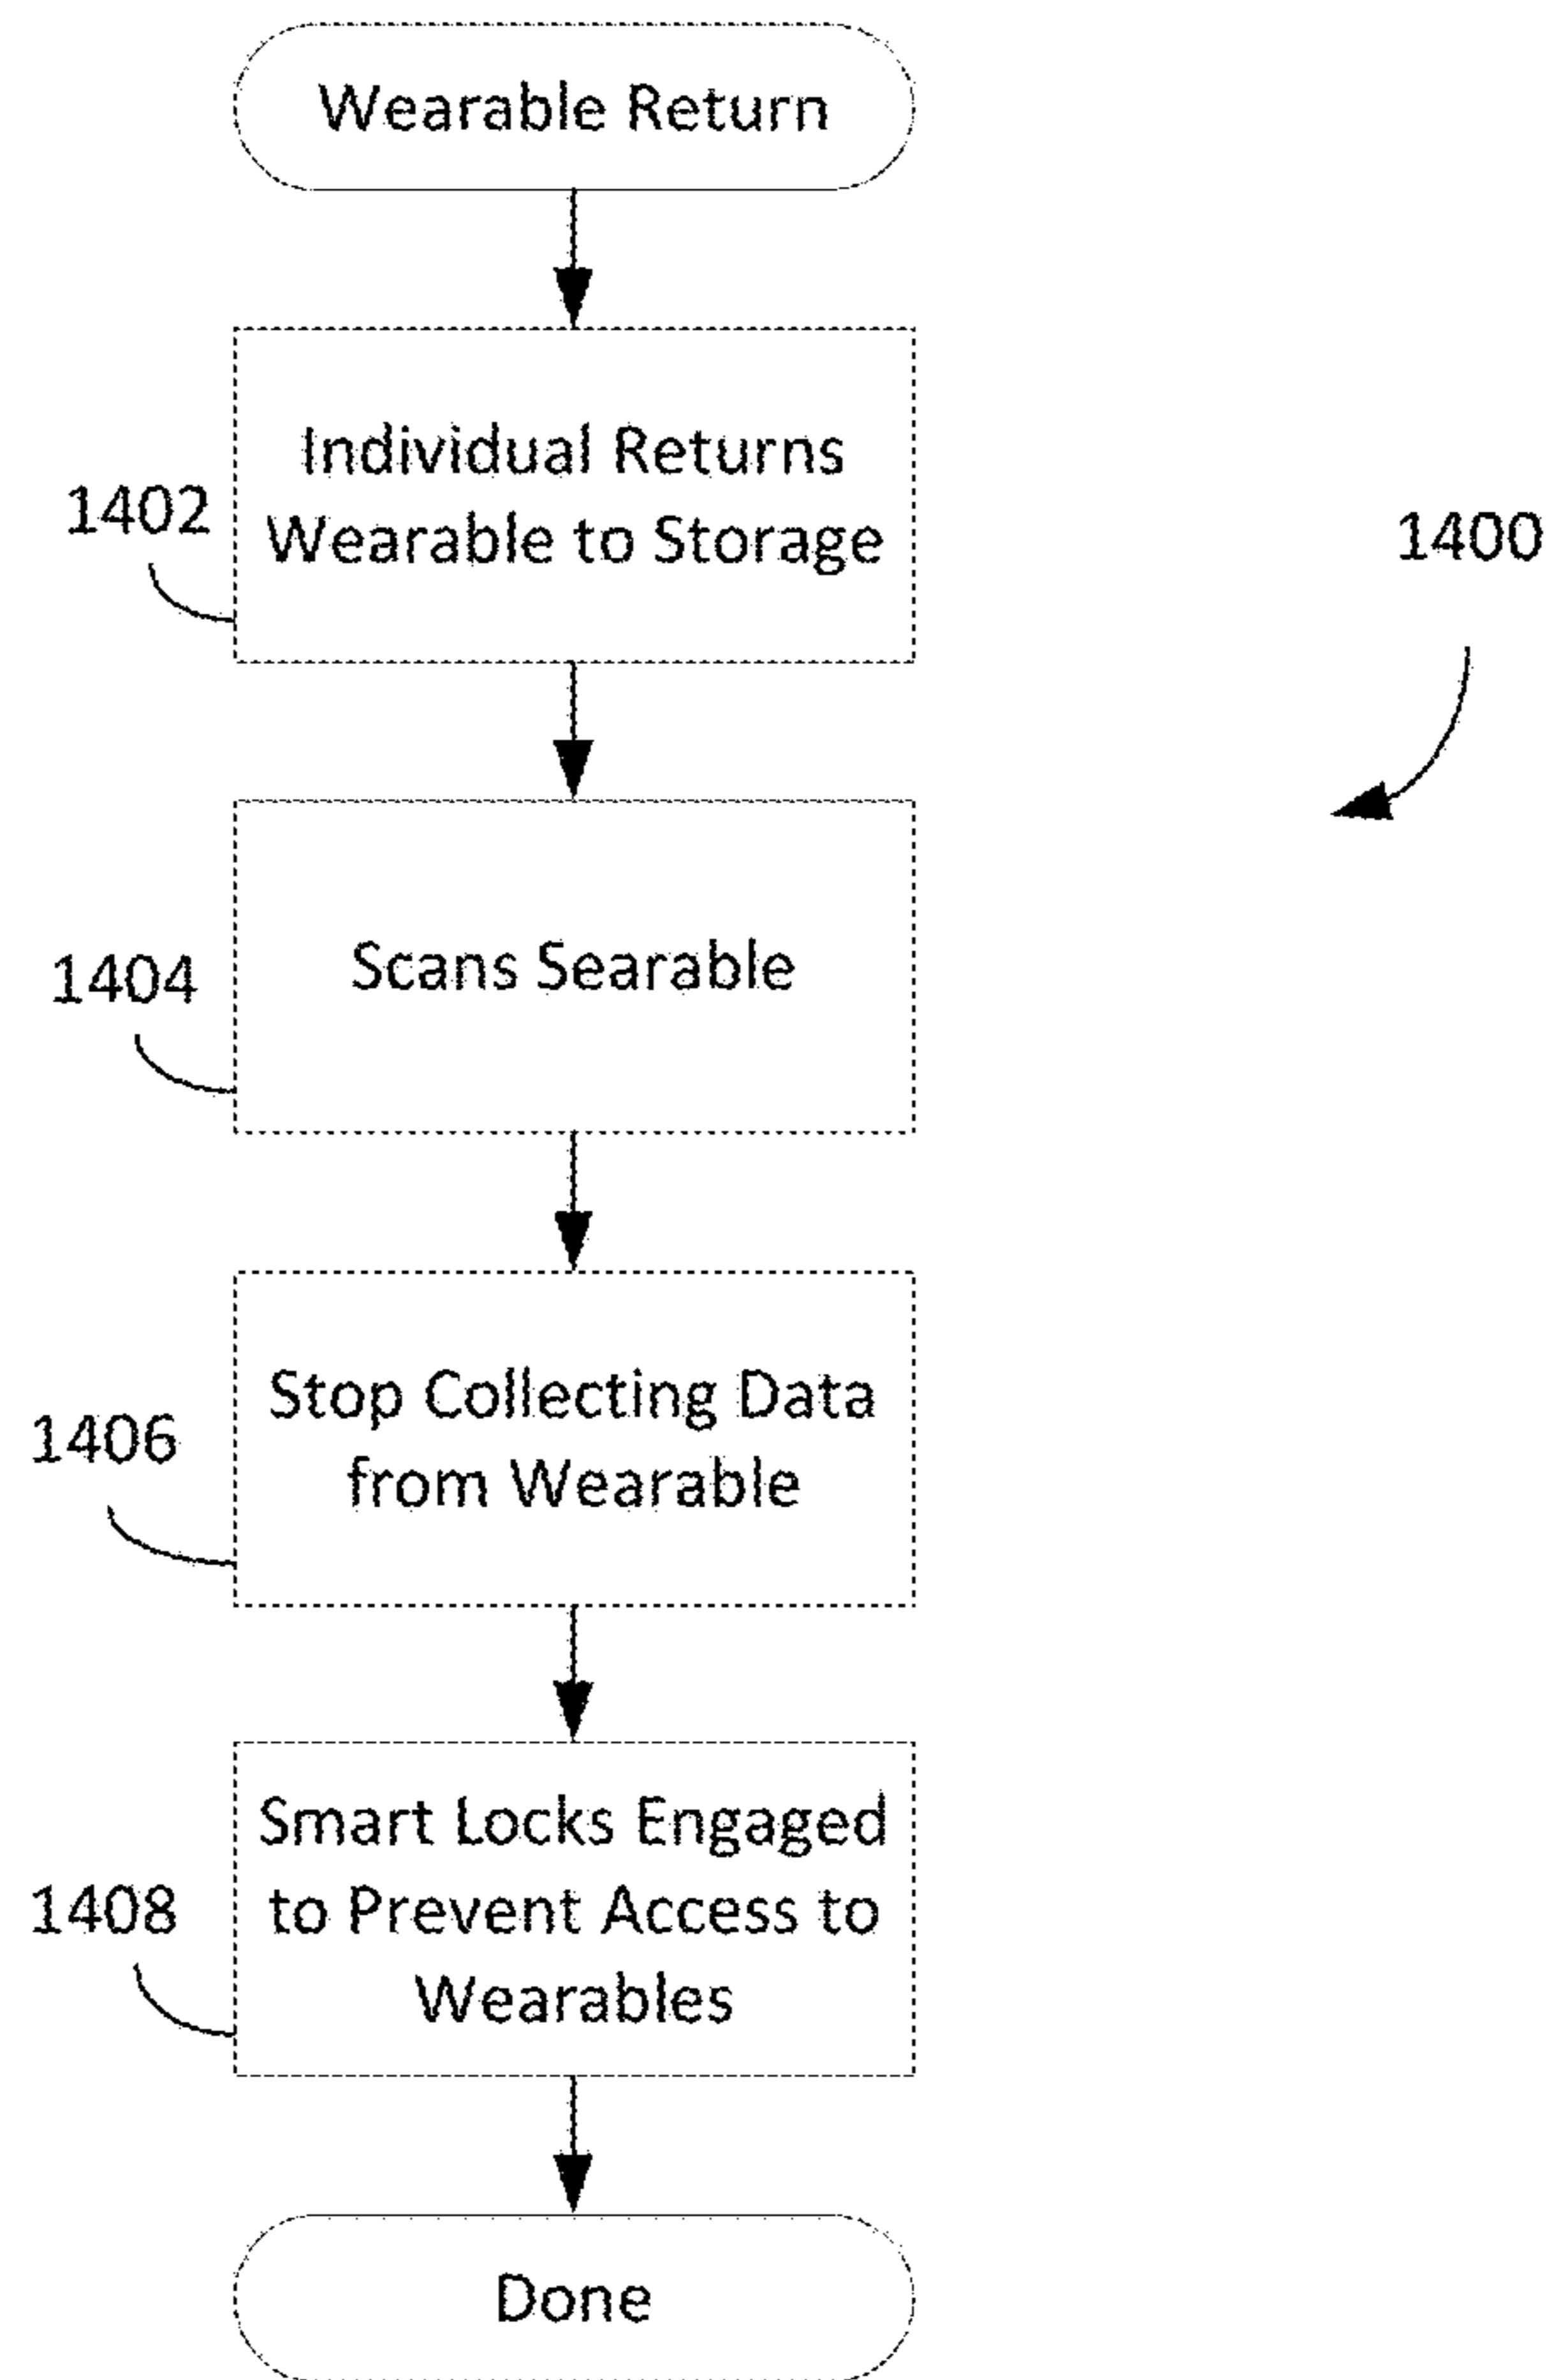 Wearable Return
Individual Returns
Wearable to Storage
1402
1400
Scans Searable
1404
Stop Collecting Data
from Wearable
1406
Smart Locks Engaged
to Prevent Access to
Wearables
1408
Done